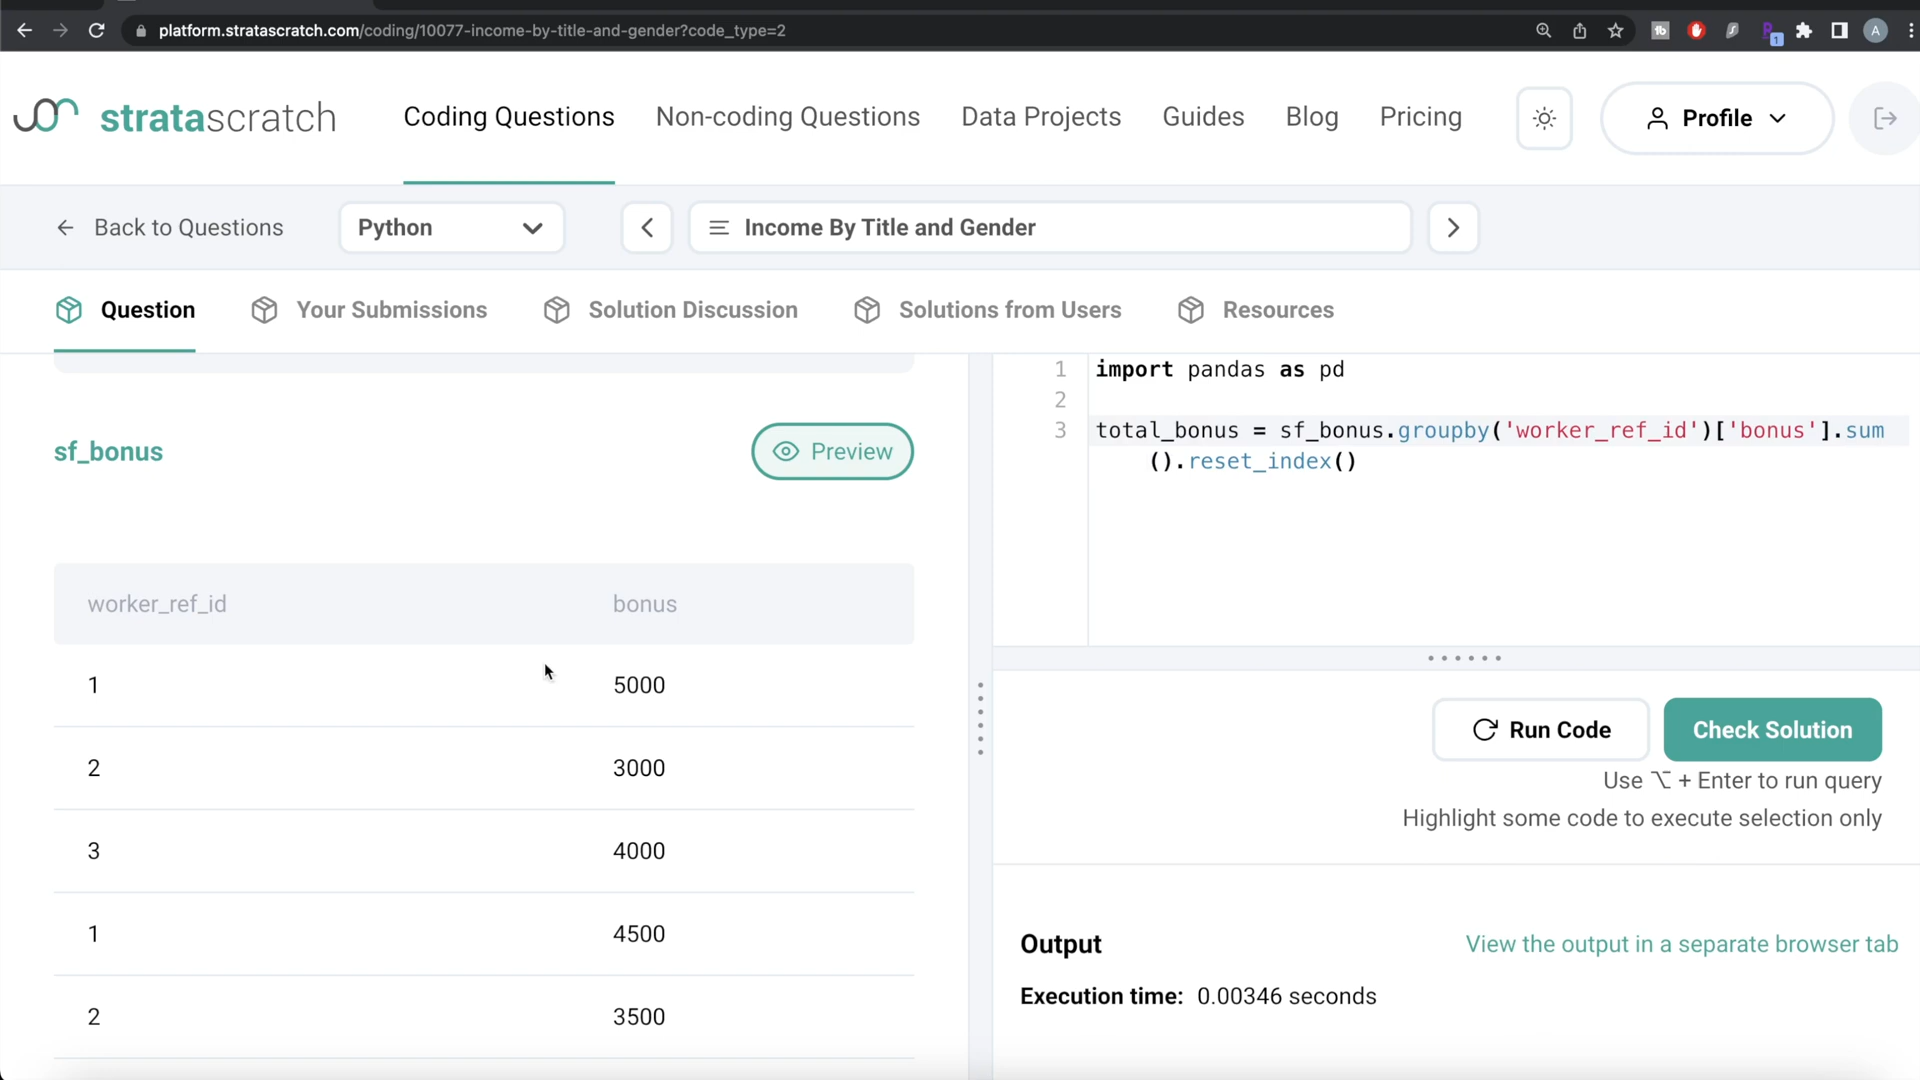 platform.stratascratch.com/coding/10077-income-by-title-and-gender?code_type=2
tb
1
A
stratascratch
Coding Questions
Non-coding Questions
Data Projects
Guides
Blog
Pricing
Profile
Back to Questions
Python
Income By Title and Gender
Question
Your Submissions
Solution Discussion
Solutions from Users
Resources
sf_bonus
Preview
worker_ref_id bonus
1 5000
2 3000
3 4000
1 4500
2 3500
1 import pandas as pd
2
3 total_bonus = sf_bonus.groupby('worker_ref_id')['bonus'].sum
().reset_index()
Run Code
Check Solution
Use ⌥ + Enter to run query
Highlight some code to execute selection only
Output
View the output in a separate browser tab
Execution time: 0.00346 seconds